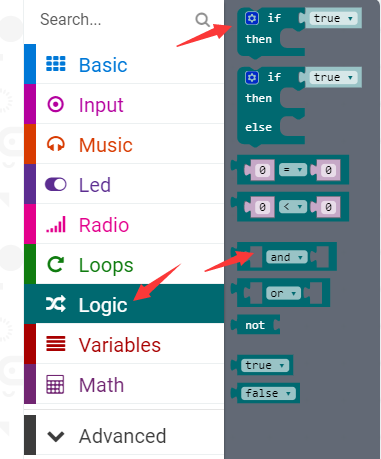 Search...
Basic
Input
Music
Led
Radio
Loops
Logic
Variables
Math
Advanced
if true
then
if true
then
else
0 = 0
0 < 0
and
or
not
true
false